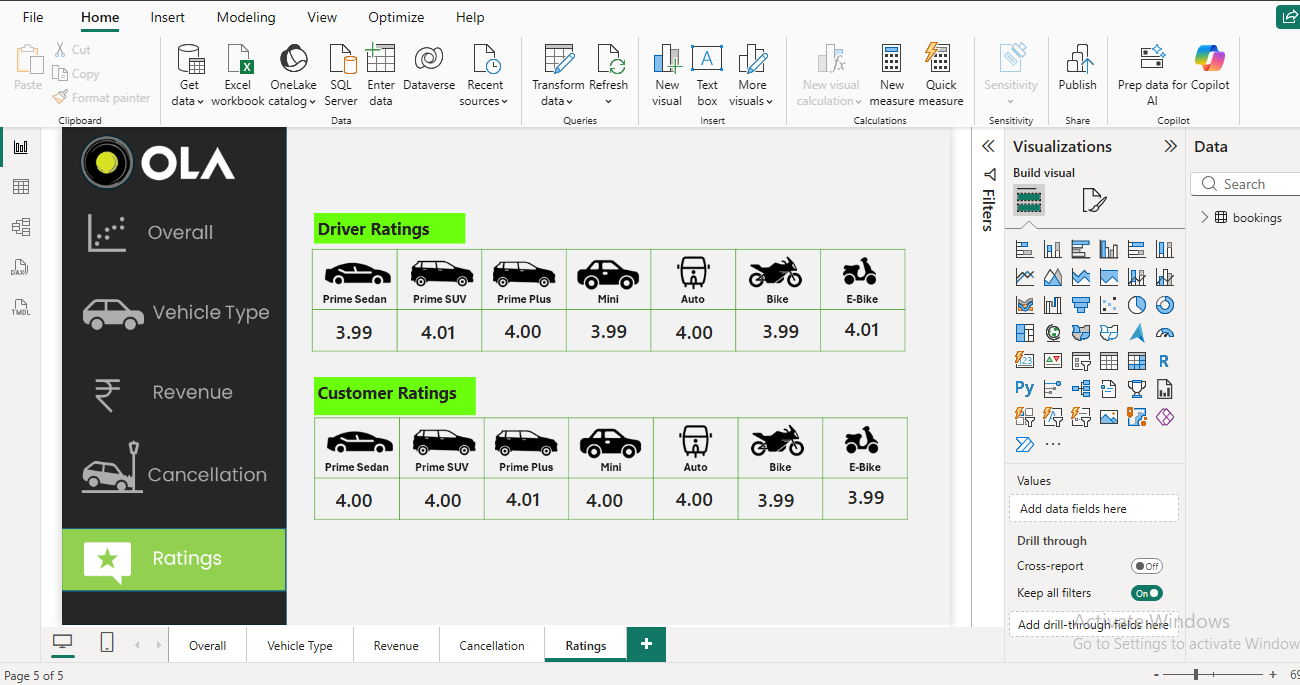 File Home Insert Modeling View Optimize Help
Paste
Cut
Copy
Format painter
Clipboard
Get data
Excel workbook
OneLake catalog
SQL Server
Enter data
Dataverse
Recent sources
Data
Transform data
Refresh
Queries
New visual
Text box
More visuals
Insert
New visual calculation
New measure
Quick measure
Calculations
Sensitivity
Sensitivity
Publish
Share
Prep data for AI
Copilot
Copilot
OLA
Overall
Vehicle Type
Revenue
Cancellation
Ratings
Driver Ratings
Prime Sedan Prime SUV Prime Plus Mini Auto Bike E-Bike
3.99 4.01 4.00 3.99 4.00 3.99 4.01
Customer Ratings
Prime Sedan Prime SUV Prime Plus Mini Auto Bike E-Bike
4.00 4.00 4.01 4.00 4.00 3.99 3.99
Filters
Visualizations
Build visual
123
R
Py
Values
Add data fields here
Drill through
Cross-report Off
Keep all filters On
Add drill-through fields here
Data
Search
bookings
DAX
TMDL
Activate Windows
Go to Settings to activate Window
Overall Vehicle Type Revenue Cancellation Ratings +
Page 5 of 5
- + 69